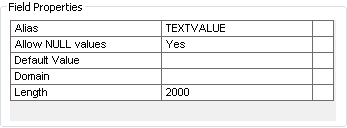 Field Properties
Alias TEXTVALUE
Allow NULL values Yes
Default Value
Domain
Length 2000